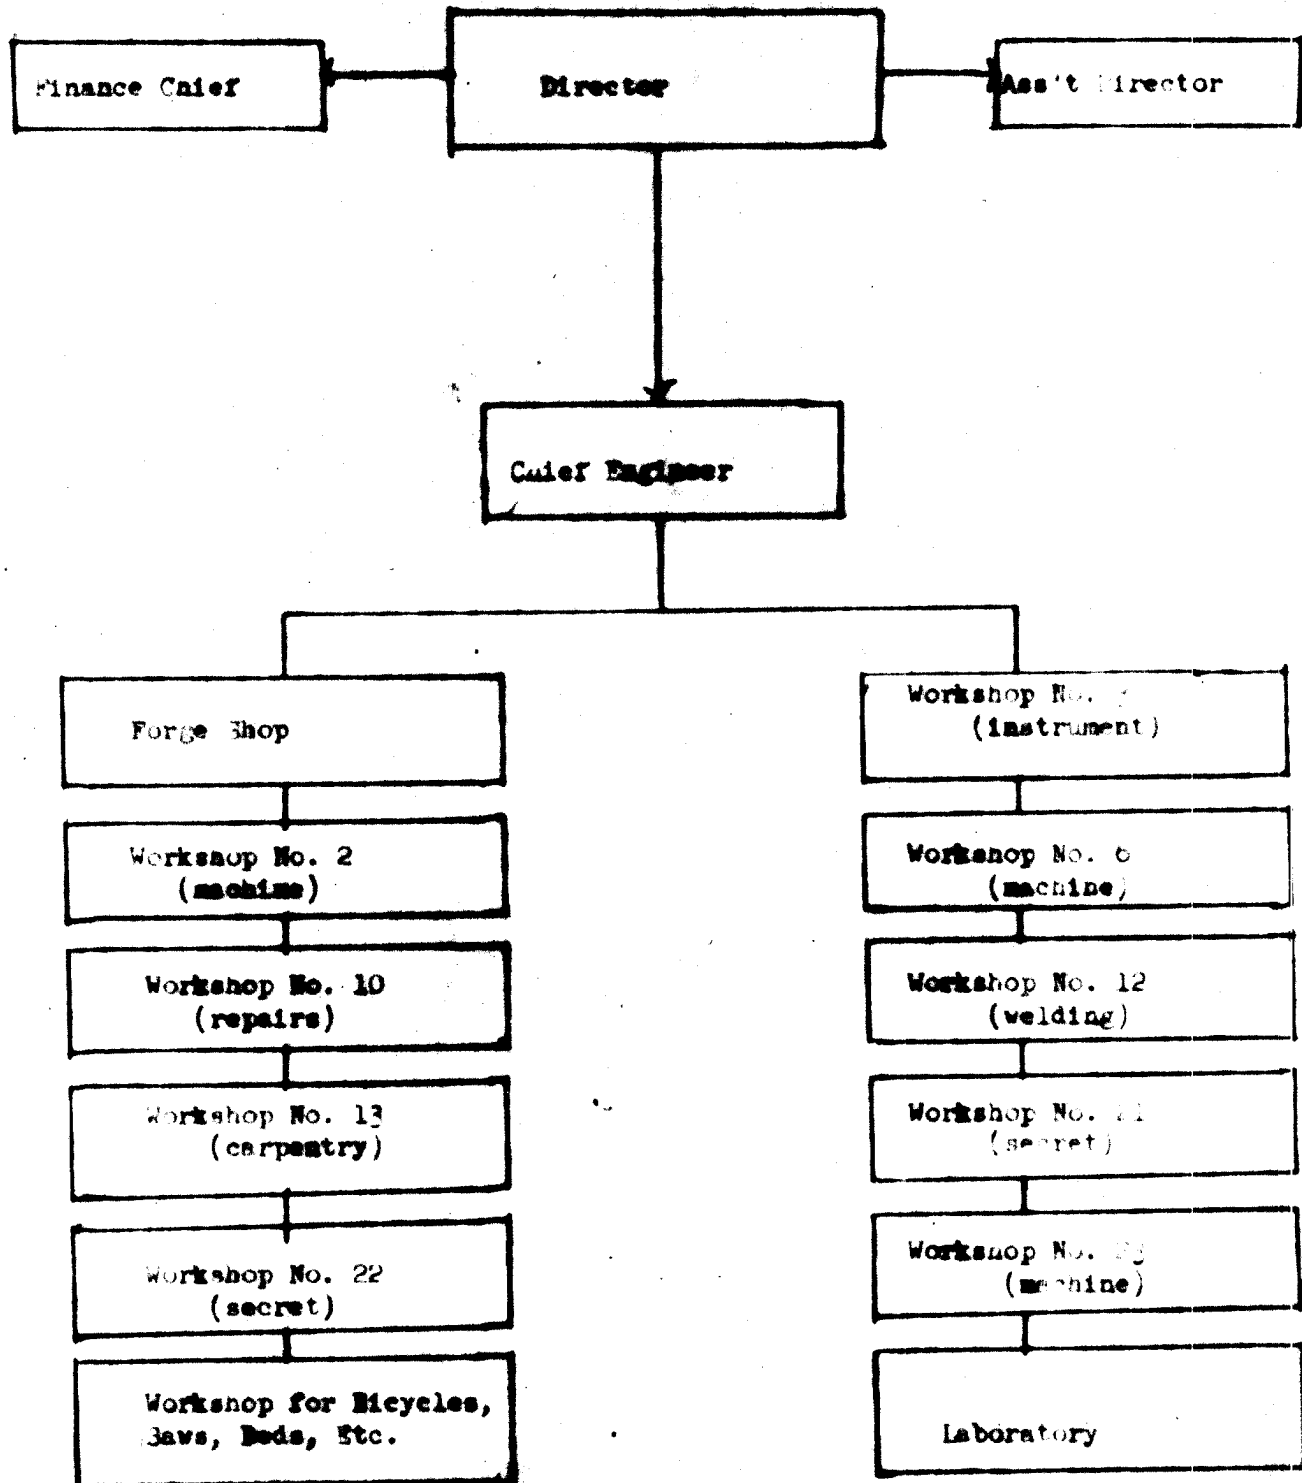 Finance Chief
Director
Ass't Director
Chief Engineer
Forge Shop
Workshop No. 2
(machine)
Workshop No. 10
(repairs)
Workshop No. 13
(carpentry)
Workshop No. 22
(secret)
Workshop for Bicycles,
Saws, Beds, Etc.
Workshop No.
(instrument)
Workshop No. 6
(machine)
Workshop No. 12
(welding)
Workshop No.
(secret)
Workshop No.
(machine)
Laboratory